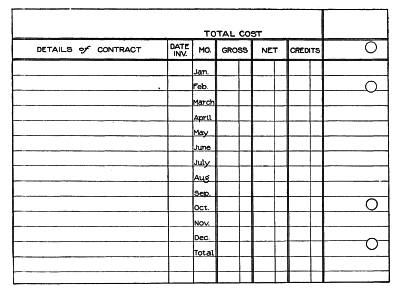 TOTAL COST
DETAILS of CONTRACT DATE INV. MO. GROSS NET CREDITS
Jan.
Feb.
March
April
May
June
July
Aug
Sep.
Oct.
Nov.
Dec.
Total